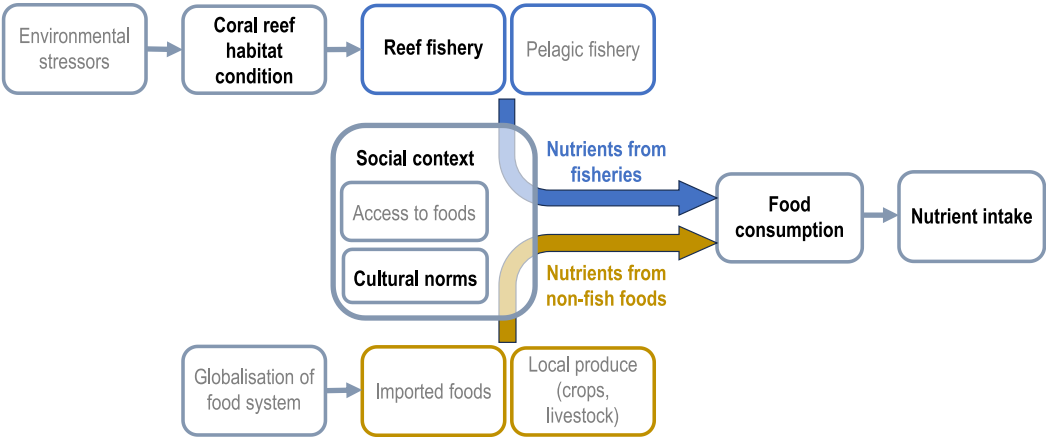 Environmental
stressors
Coral reef
habitat
condition
Reef fishery
Pelagic fishery
Social context
Access to foods
Cultural norms
Nutrients from
fisheries
Nutrients from
non-fish foods
Food
consumption
Nutrient intake
Globalisation of
food system
Imported foods
Local produce
(crops,
livestock)